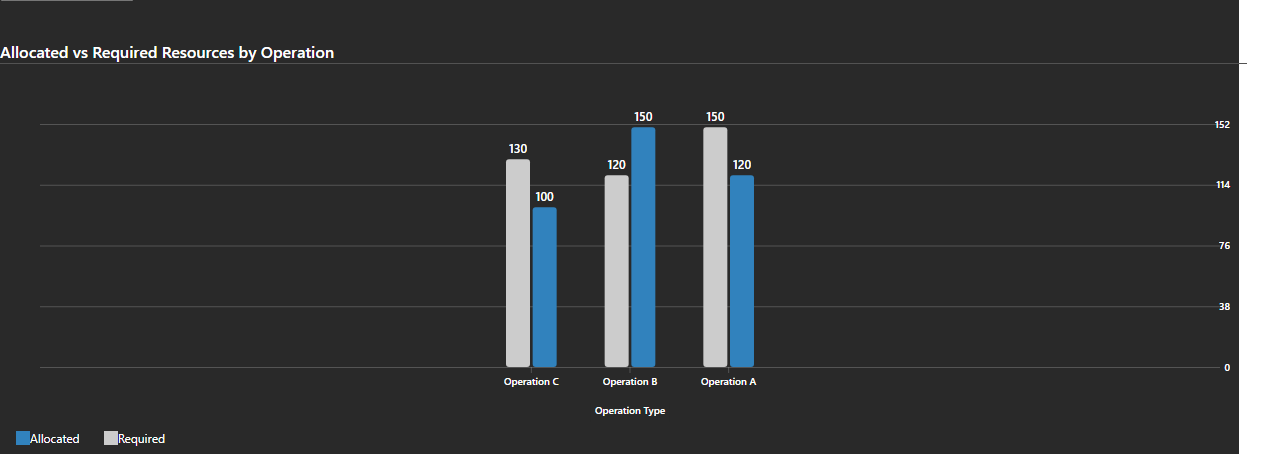 Allocated vs Required Resources by Operation
150 150 152
130
120 120
114
100
76
38
0
Operation C Operation B Operation A
Operation Type
Allocated Required